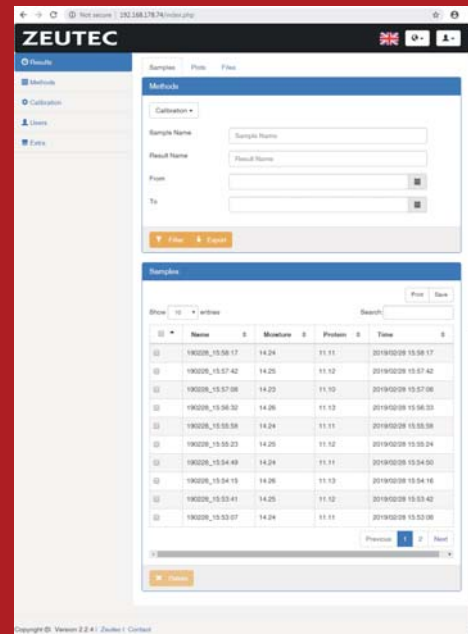 Not secure | 192.168.178.74/index.php
ZEUTEC
Results
Methods
Calibration
Users
Extra
Samples Plots Files
Methods
Calibration
Sample Name Sample Name
Result Name Result Name
From
To
Filter Export
Samples
Print Save
Show 10 entries Search:
Name Moisture Protein Time
190228_15:58:17 14.24 11.11 2019/02/28 15:58:17
190228_15:57:42 14.25 11.12 2019/02/28 15:57:42
190228_15:57:08 14.23 11.10 2019/02/28 15:57:08
190228_15:56:32 14.26 11.13 2019/02/28 15:56:33
190228_15:55:58 14.24 11.11 2019/02/28 15:55:58
190228_15:55:23 14.25 11.12 2019/02/28 15:55:24
190228_15:54:49 14.24 11.11 2019/02/28 15:54:50
190228_15:54:15 14.26 11.13 2019/02/28 15:54:16
190228_15:53:41 14.25 11.12 2019/02/28 15:53:42
190228_15:53:07 14.24 11.11 2019/02/28 15:53:08
Previous 1 2 Next
Delete
Copyright ©. Version 2.2.4 / Zeutec / Contact